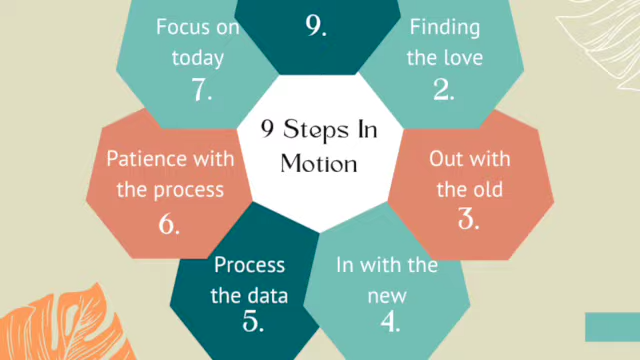 9.
Finding
the love
2.
Out with
the old
3.
In with the
new
4.
Process
the data
5.
Patience with
the process
6.
Focus on
today
7.
9 Steps In
Motion